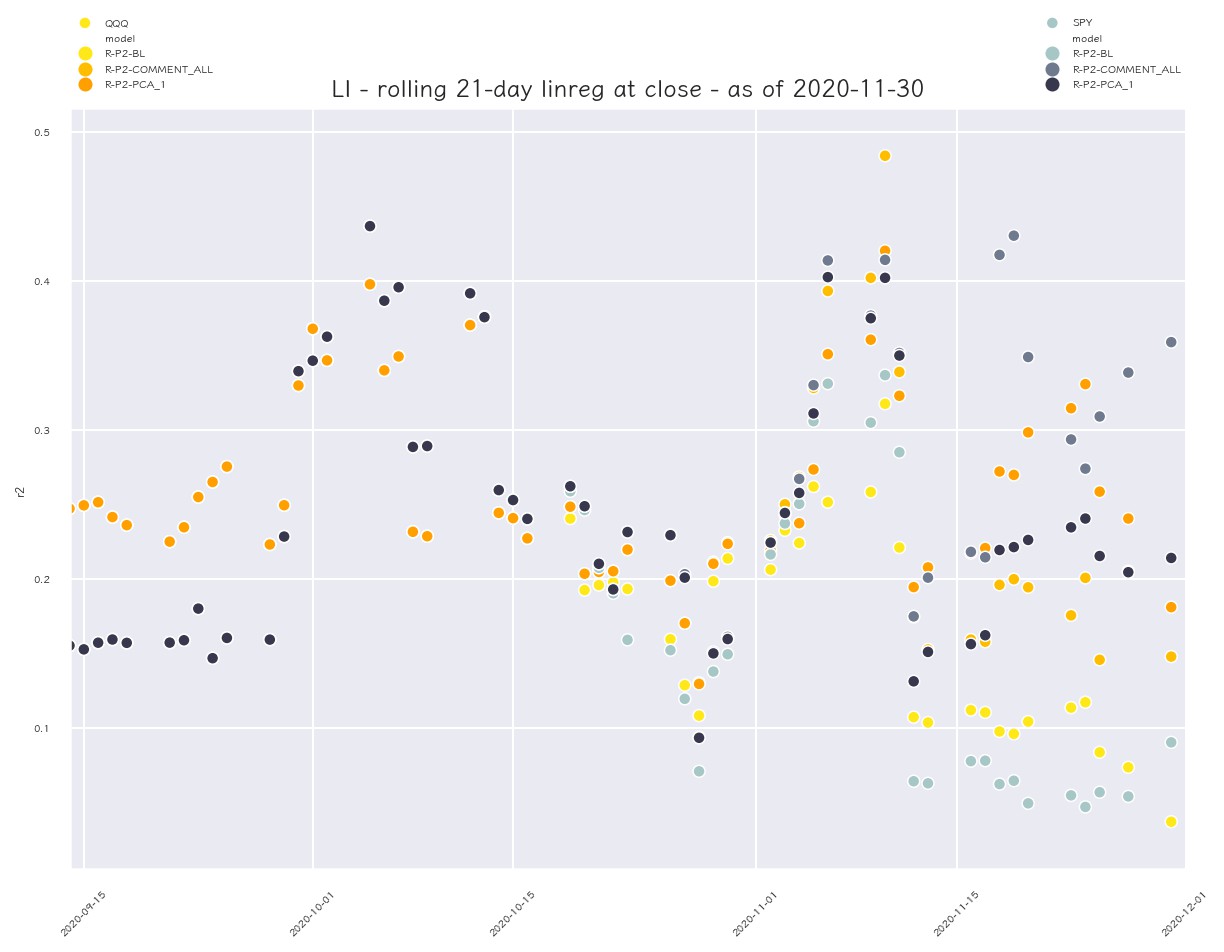 QQQ
model
R-P2-BL
R-P2-COMMENT_ALL
R-P2-PCA_1
SPY
model
R-P2-BL
R-P2-COMMENT_ALL
R-P2-PCA_1
LI - rolling 21-day linreg at close - as of 2020-11-30
0.5
0.4
0.3
0.2
0.1
r2
2020-09-15
2020-10-01
2020-10-15
2020-11-01
2020-11-15
2020-12-01